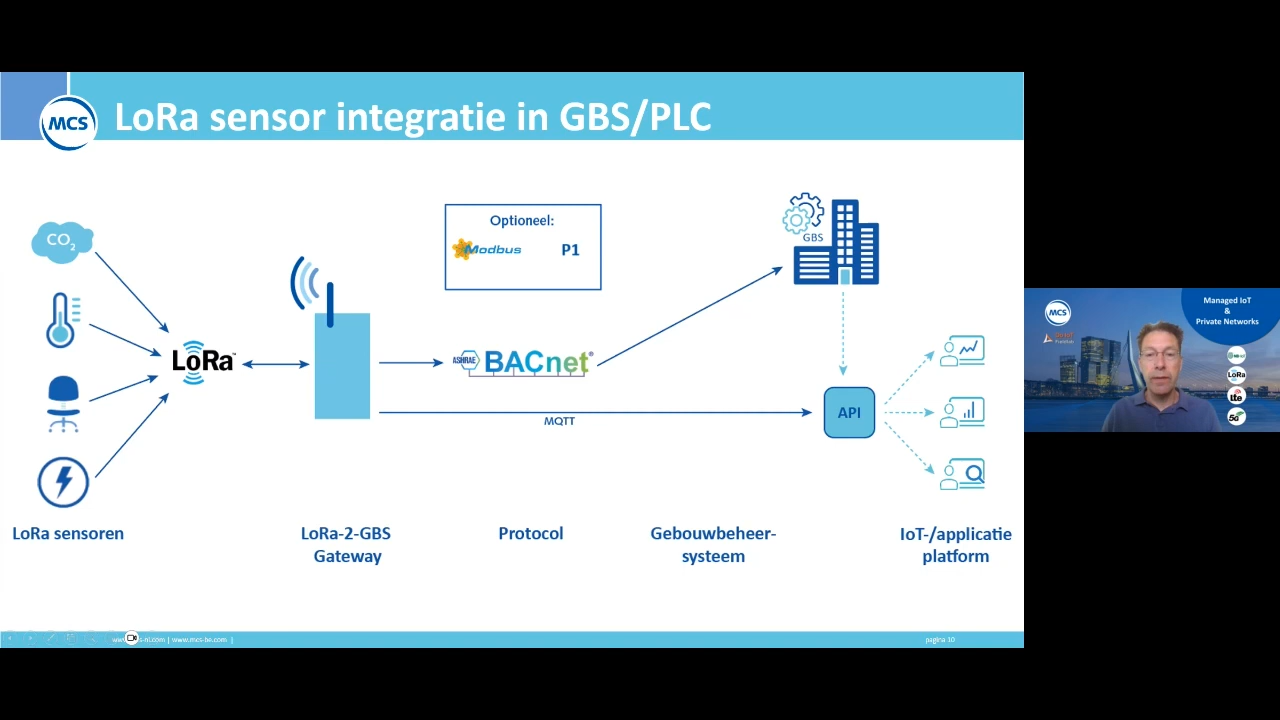 MCS
LoRa sensor integratie in GBS/PLC
CO2
Optioneel:
Modbus P1
GBS
LoRa™
ASHRAE BACnet®
MQTT
API
LoRa sensoren
LoRa-2-GBS
Gateway
Protocol
Gebouwbeheer-
systeem
IoT-/applicatie
platform
www.mcs-be.com |
pagina 10
MCS
Managed IoT
&
Private Networks
LoRa
lte
5G